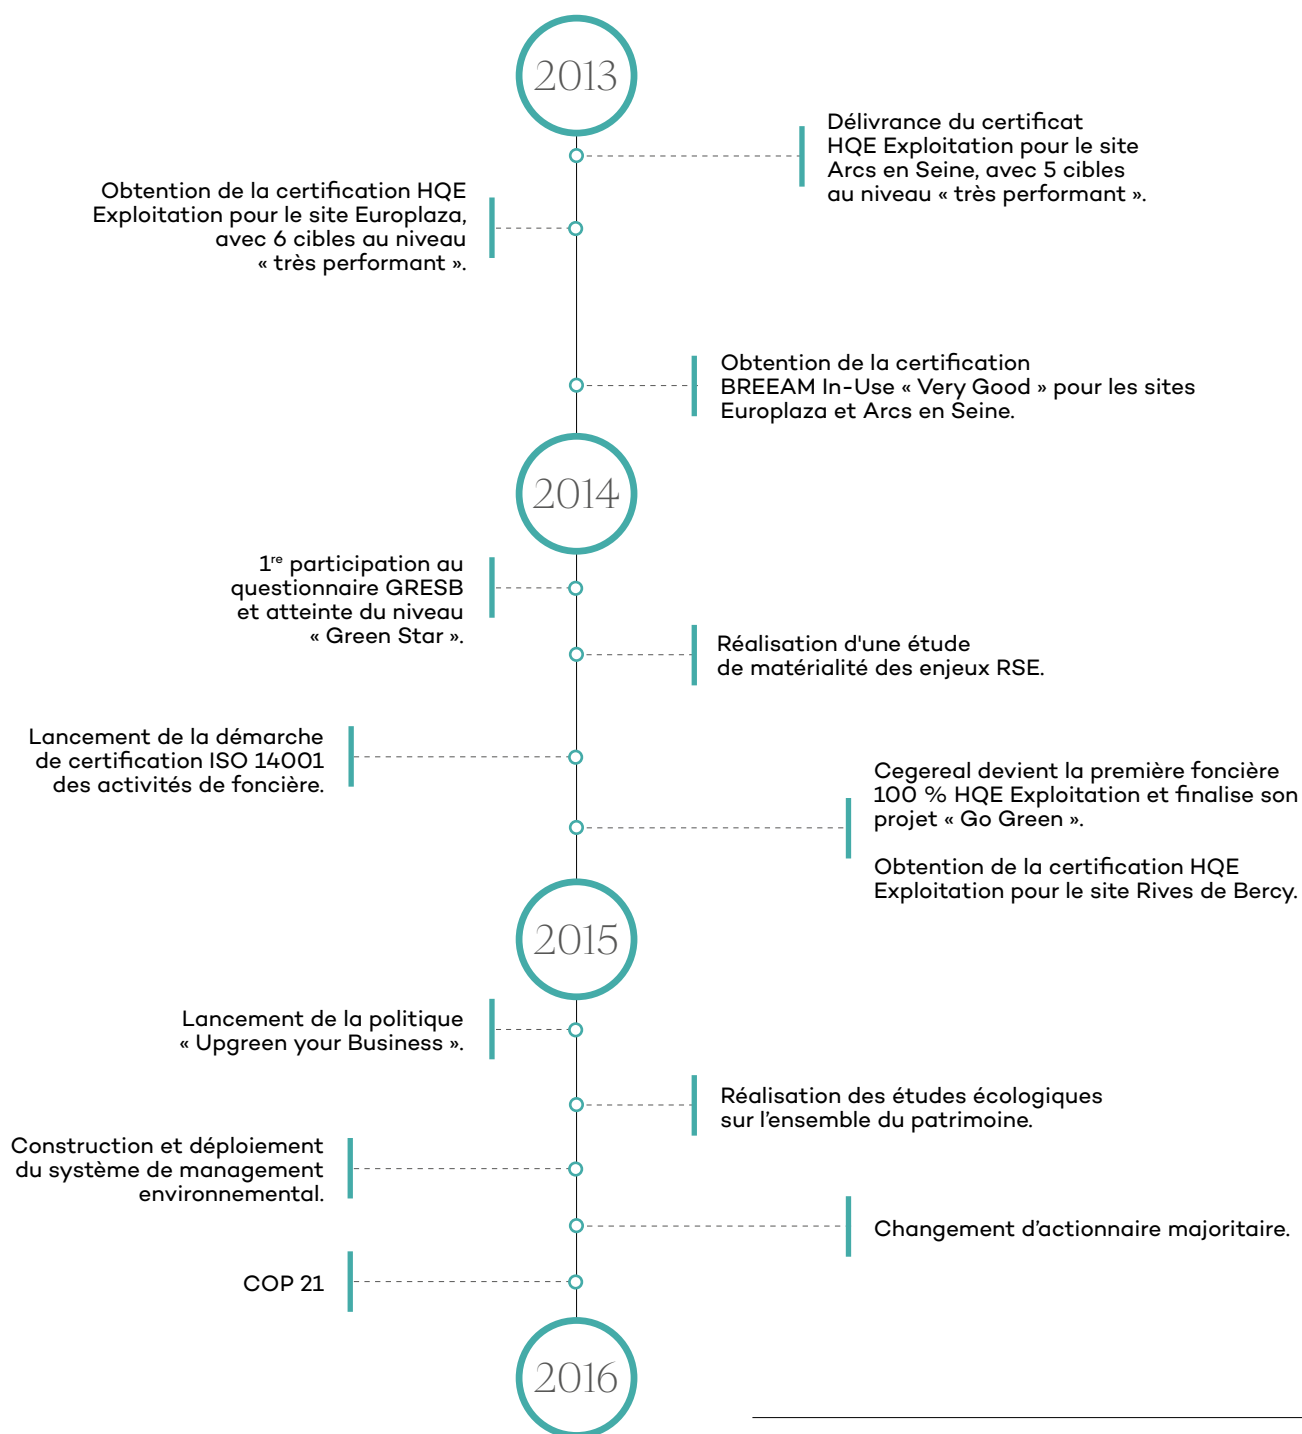 2013
Délivrance du certificat
HQE Exploitation pour le site
Arcs en Seine, avec 5 cibles
au niveau « très performant ».
Obtention de la certification HQE
Exploitation pour le site Europlaza,
avec 6 cibles au niveau
« très performant ».
Obtention de la certification
BREEAM In-Use « Very Good » pour les sites
Europlaza et Arcs en Seine.
2014
1re participation au
questionnaire GRESB
et atteinte du niveau
« Green Star ».
Réalisation d'une étude
de matérialité des enjeux RSE.
Lancement de la démarche
de certification ISO 14001
des activités de foncière.
Cegereal devient la première foncière
100 % HQE Exploitation et finalise son
projet « Go Green ».
Obtention de la certification HQE
Exploitation pour le site Rives de Bercy.
2015
Lancement de la politique
« Upgreen your Business ».
Réalisation des études écologiques
sur l’ensemble du patrimoine.
Construction et déploiement
du système de management
environnemental.
Changement d’actionnaire majoritaire.
COP 21
2016